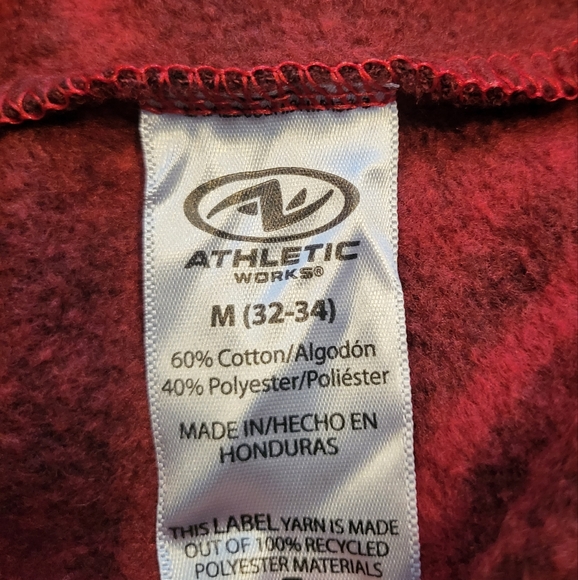 ATHLETIC
WORKS®
M (32-34)
60% Cotton/Algodón
40% Polyester/Poliéster
MADE IN/HECHO EN
HONDURAS
THIS LABEL YARN IS MADE
OUT OF 100% RECYCLED
POLYESTER MATERIALS